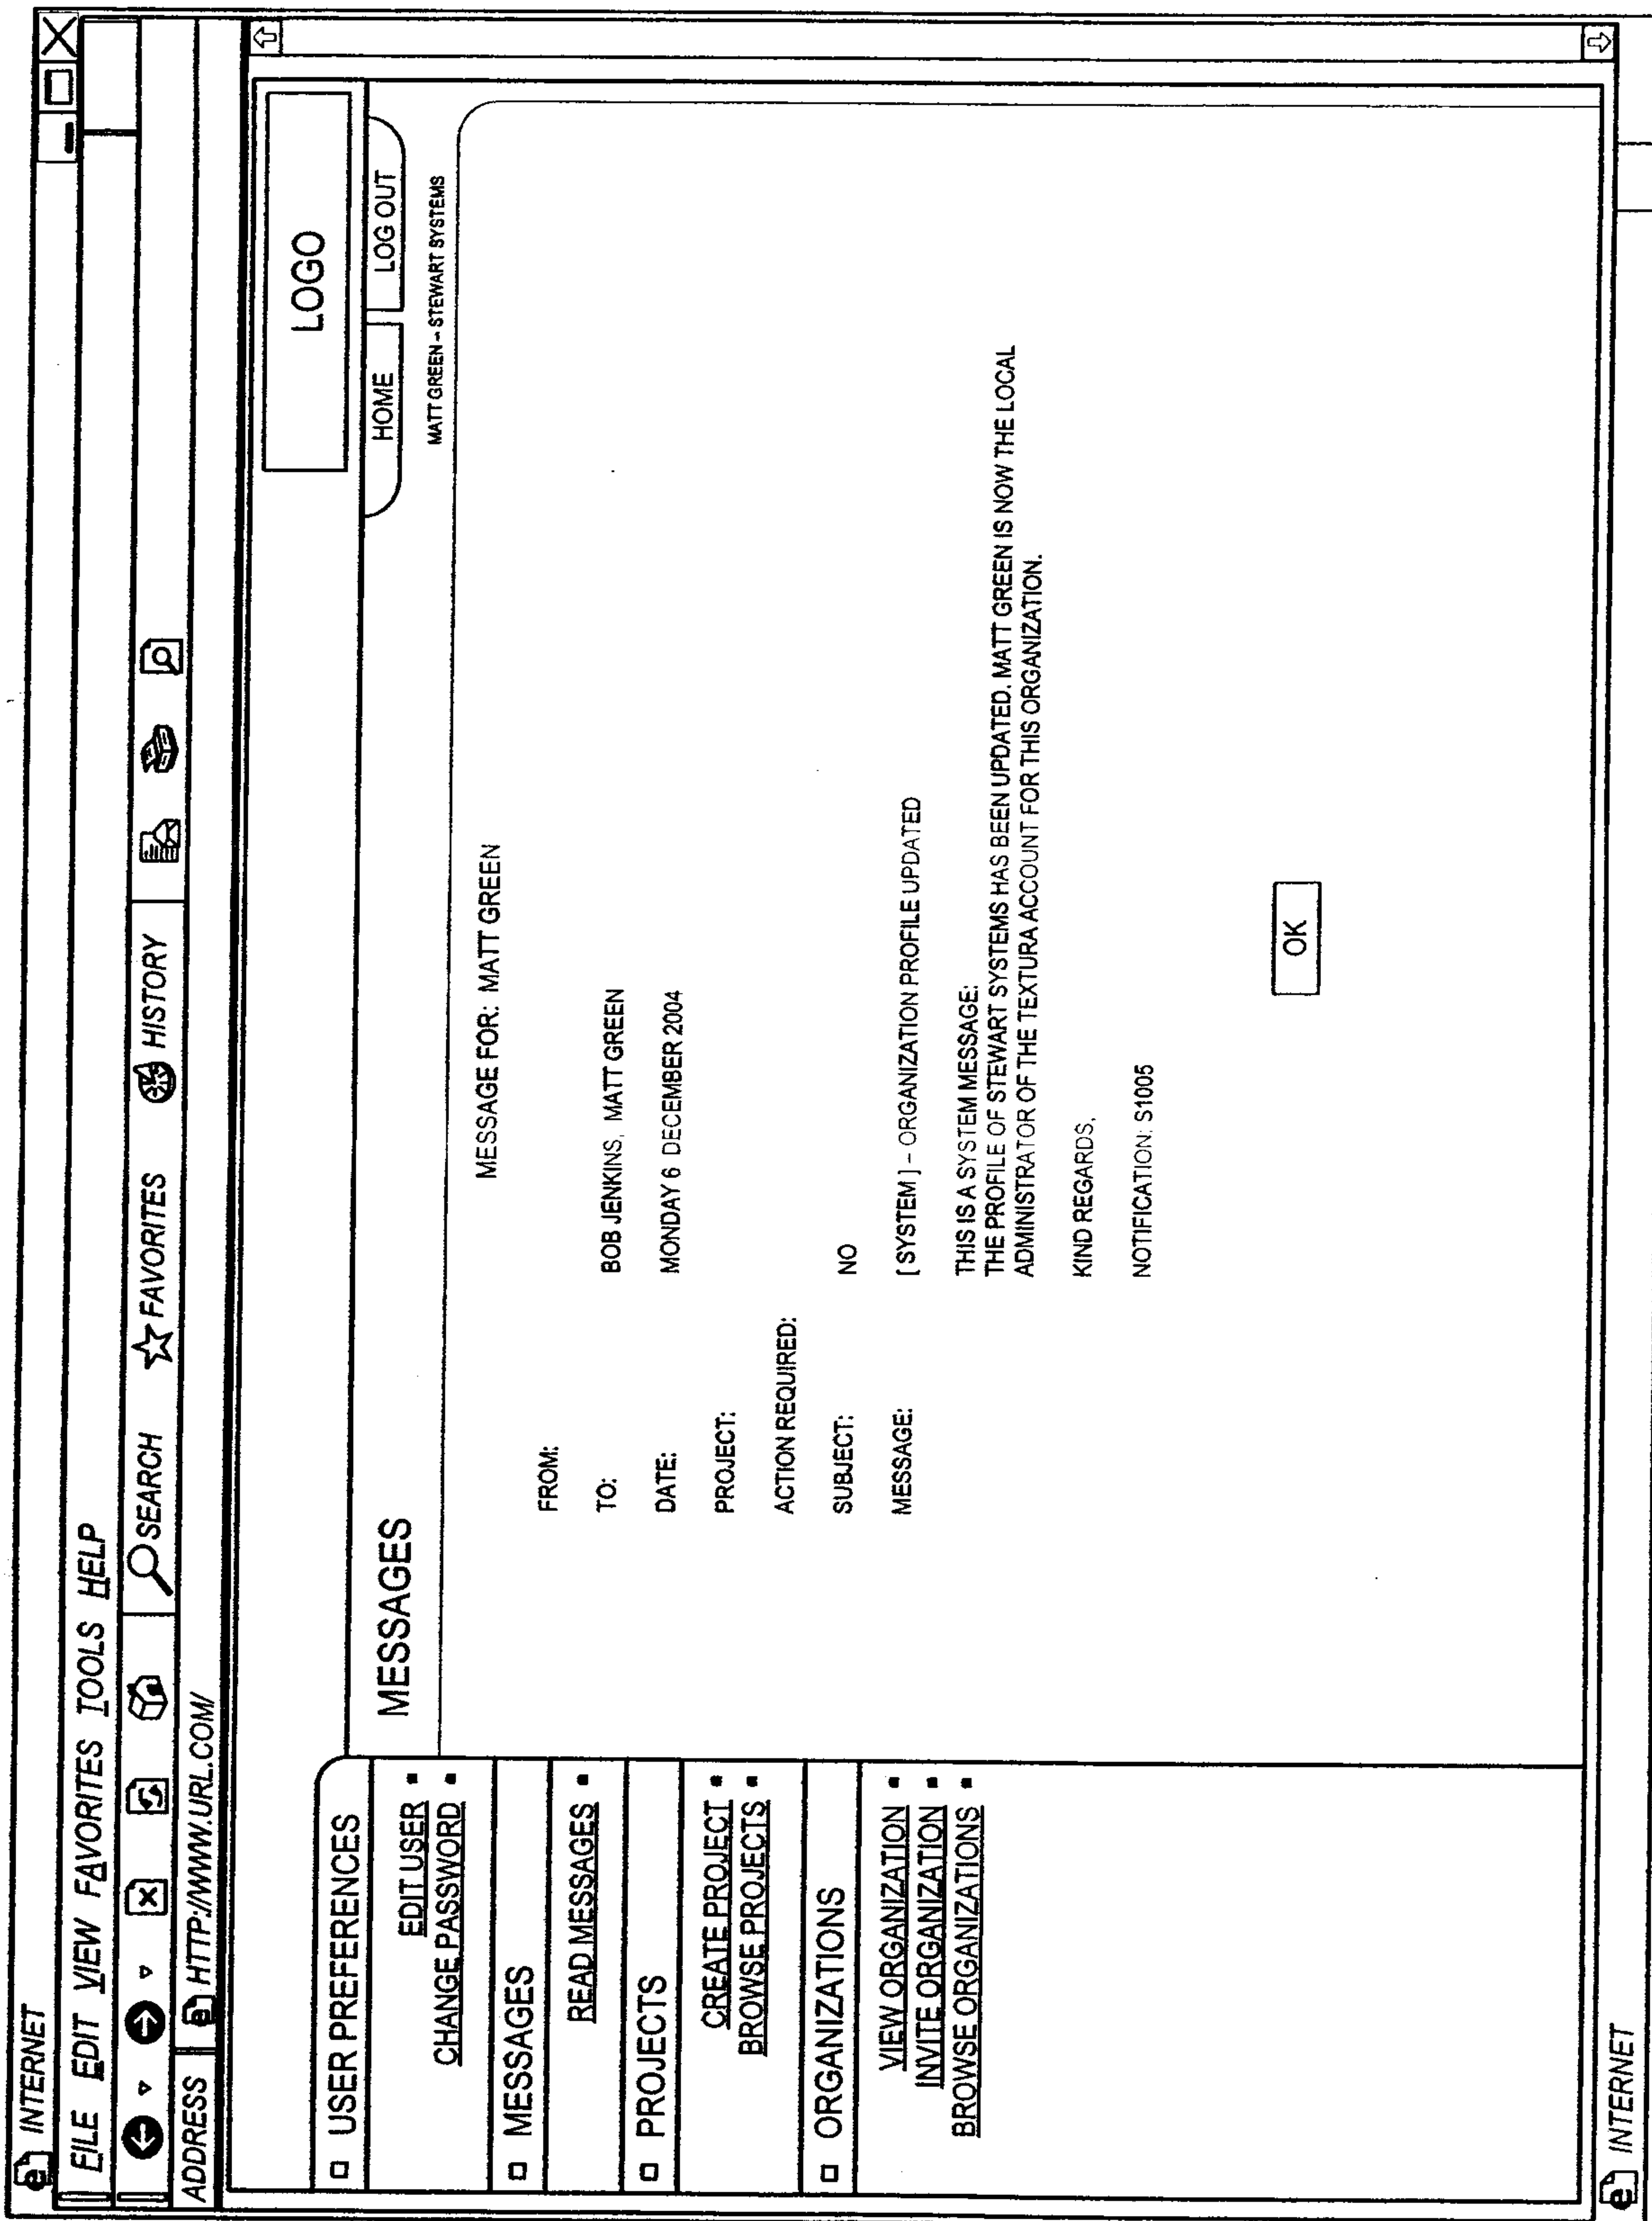 INTERNET
FILE EDIT VIEW FAVORITES TOOLS HELP
SEARCH FAVORITES HISTORY
ADDRESS HTTP://WWW.URL.COM/
LOGO
HOME LOG OUT
MATT GREEN - STEWART SYSTEMS
USER PREFERENCES
EDIT USER
CHANGE PASSWORD
MESSAGES
READ MESSAGES
PROJECTS
CREATE PROJECT
BROWSE PROJECTS
ORGANIZATIONS
VIEW ORGANIZATION
INVITE ORGANIZATION
BROWSE ORGANIZATIONS
MESSAGES
MESSAGE FOR: MATT GREEN
FROM:
TO: BOB JENKINS, MATT GREEN
DATE: MONDAY 6 DECEMBER 2004
PROJECT:
ACTION REQUIRED:
SUBJECT: NO
MESSAGE: [ SYSTEM ] - ORGANIZATION PROFILE UPDATED
THIS IS A SYSTEM MESSAGE:
THE PROFILE OF STEWART SYSTEMS HAS BEEN UPDATED. MATT GREEN IS NOW THE LOCAL
ADMINISTRATOR OF THE TEXTURA ACCOUNT FOR THIS ORGANIZATION.
KIND REGARDS,
NOTIFICATION: S1005
OK
INTERNET